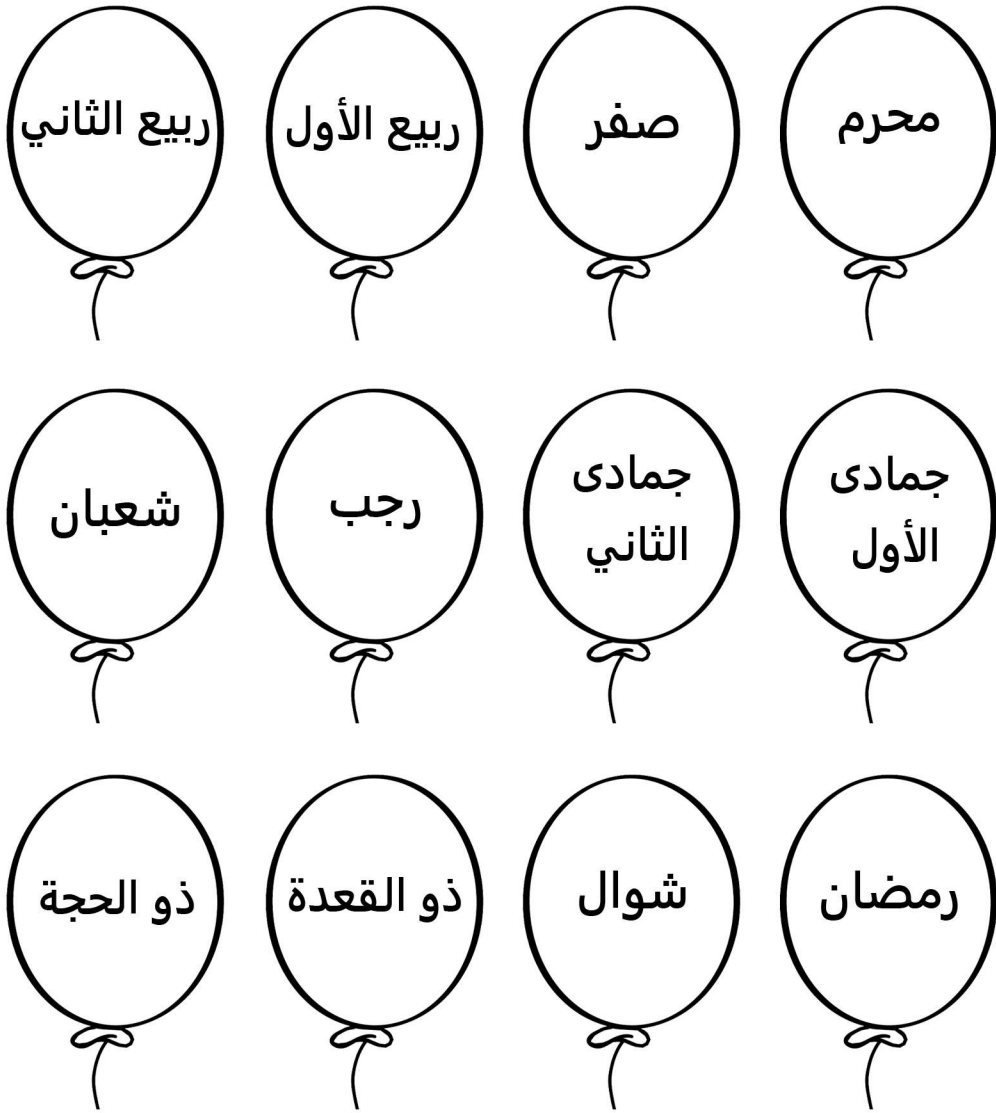 محرم
صفر
ربيع الأول
ربيع الثاني
جمادى
الأول
جمادى
الثاني
رجب
شعبان
رمضان
شوال
ذو القعدة
ذو الحجة